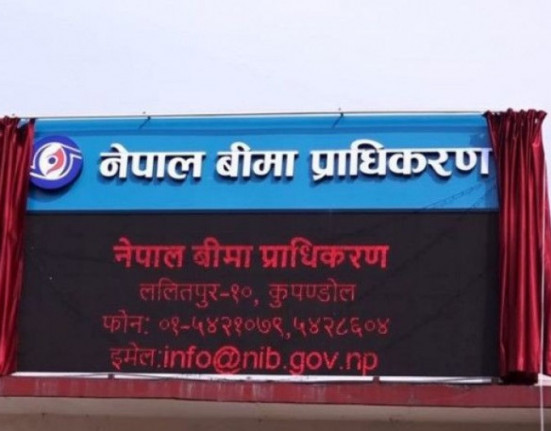 नेपाल बीमा प्राधिकरण
नेपाल बीमा प्राधिकरण
ललितपुर-१०, कुपण्डोल
फोन: ०१-५४२१०७९,५४२८६०४
इमेल:info@nib.gov.np